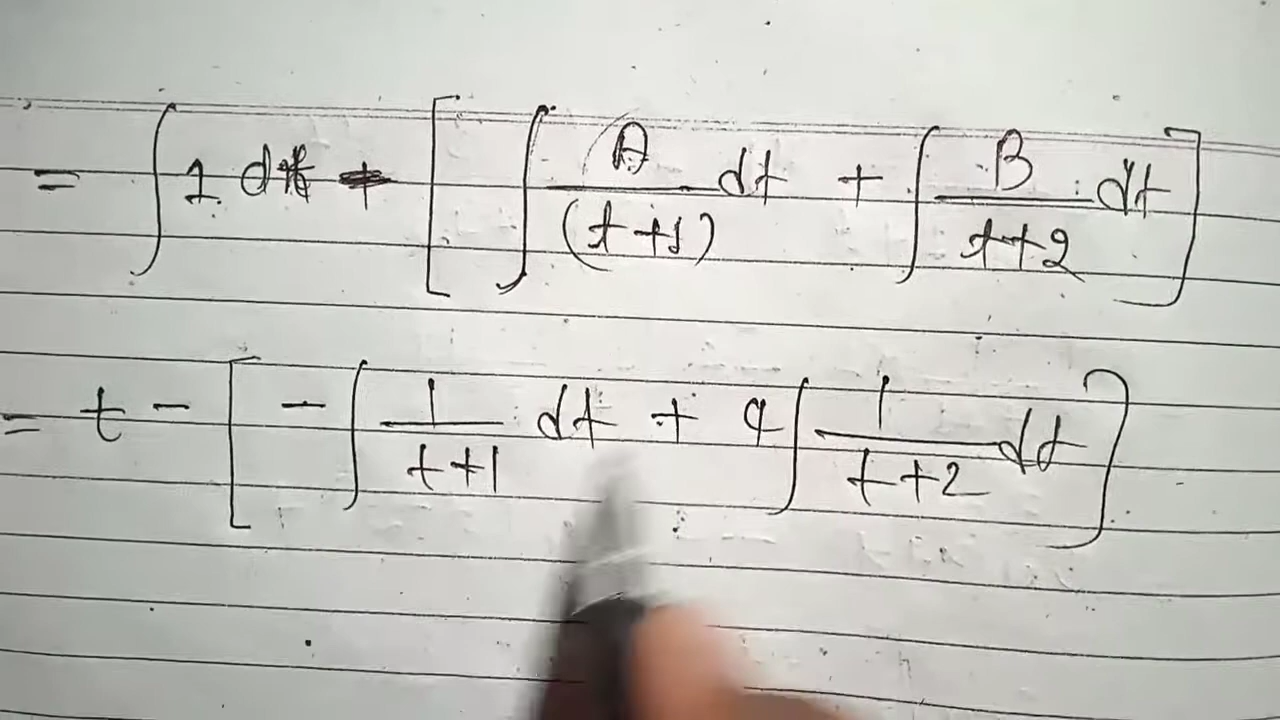 = ∫ 1 dt - [ ∫ A/(t+1) dt + ∫ B/t+2 dt ]
= t - [ - ∫ 1/t+1 dt + 4 ∫ 1/t+2 dt ]